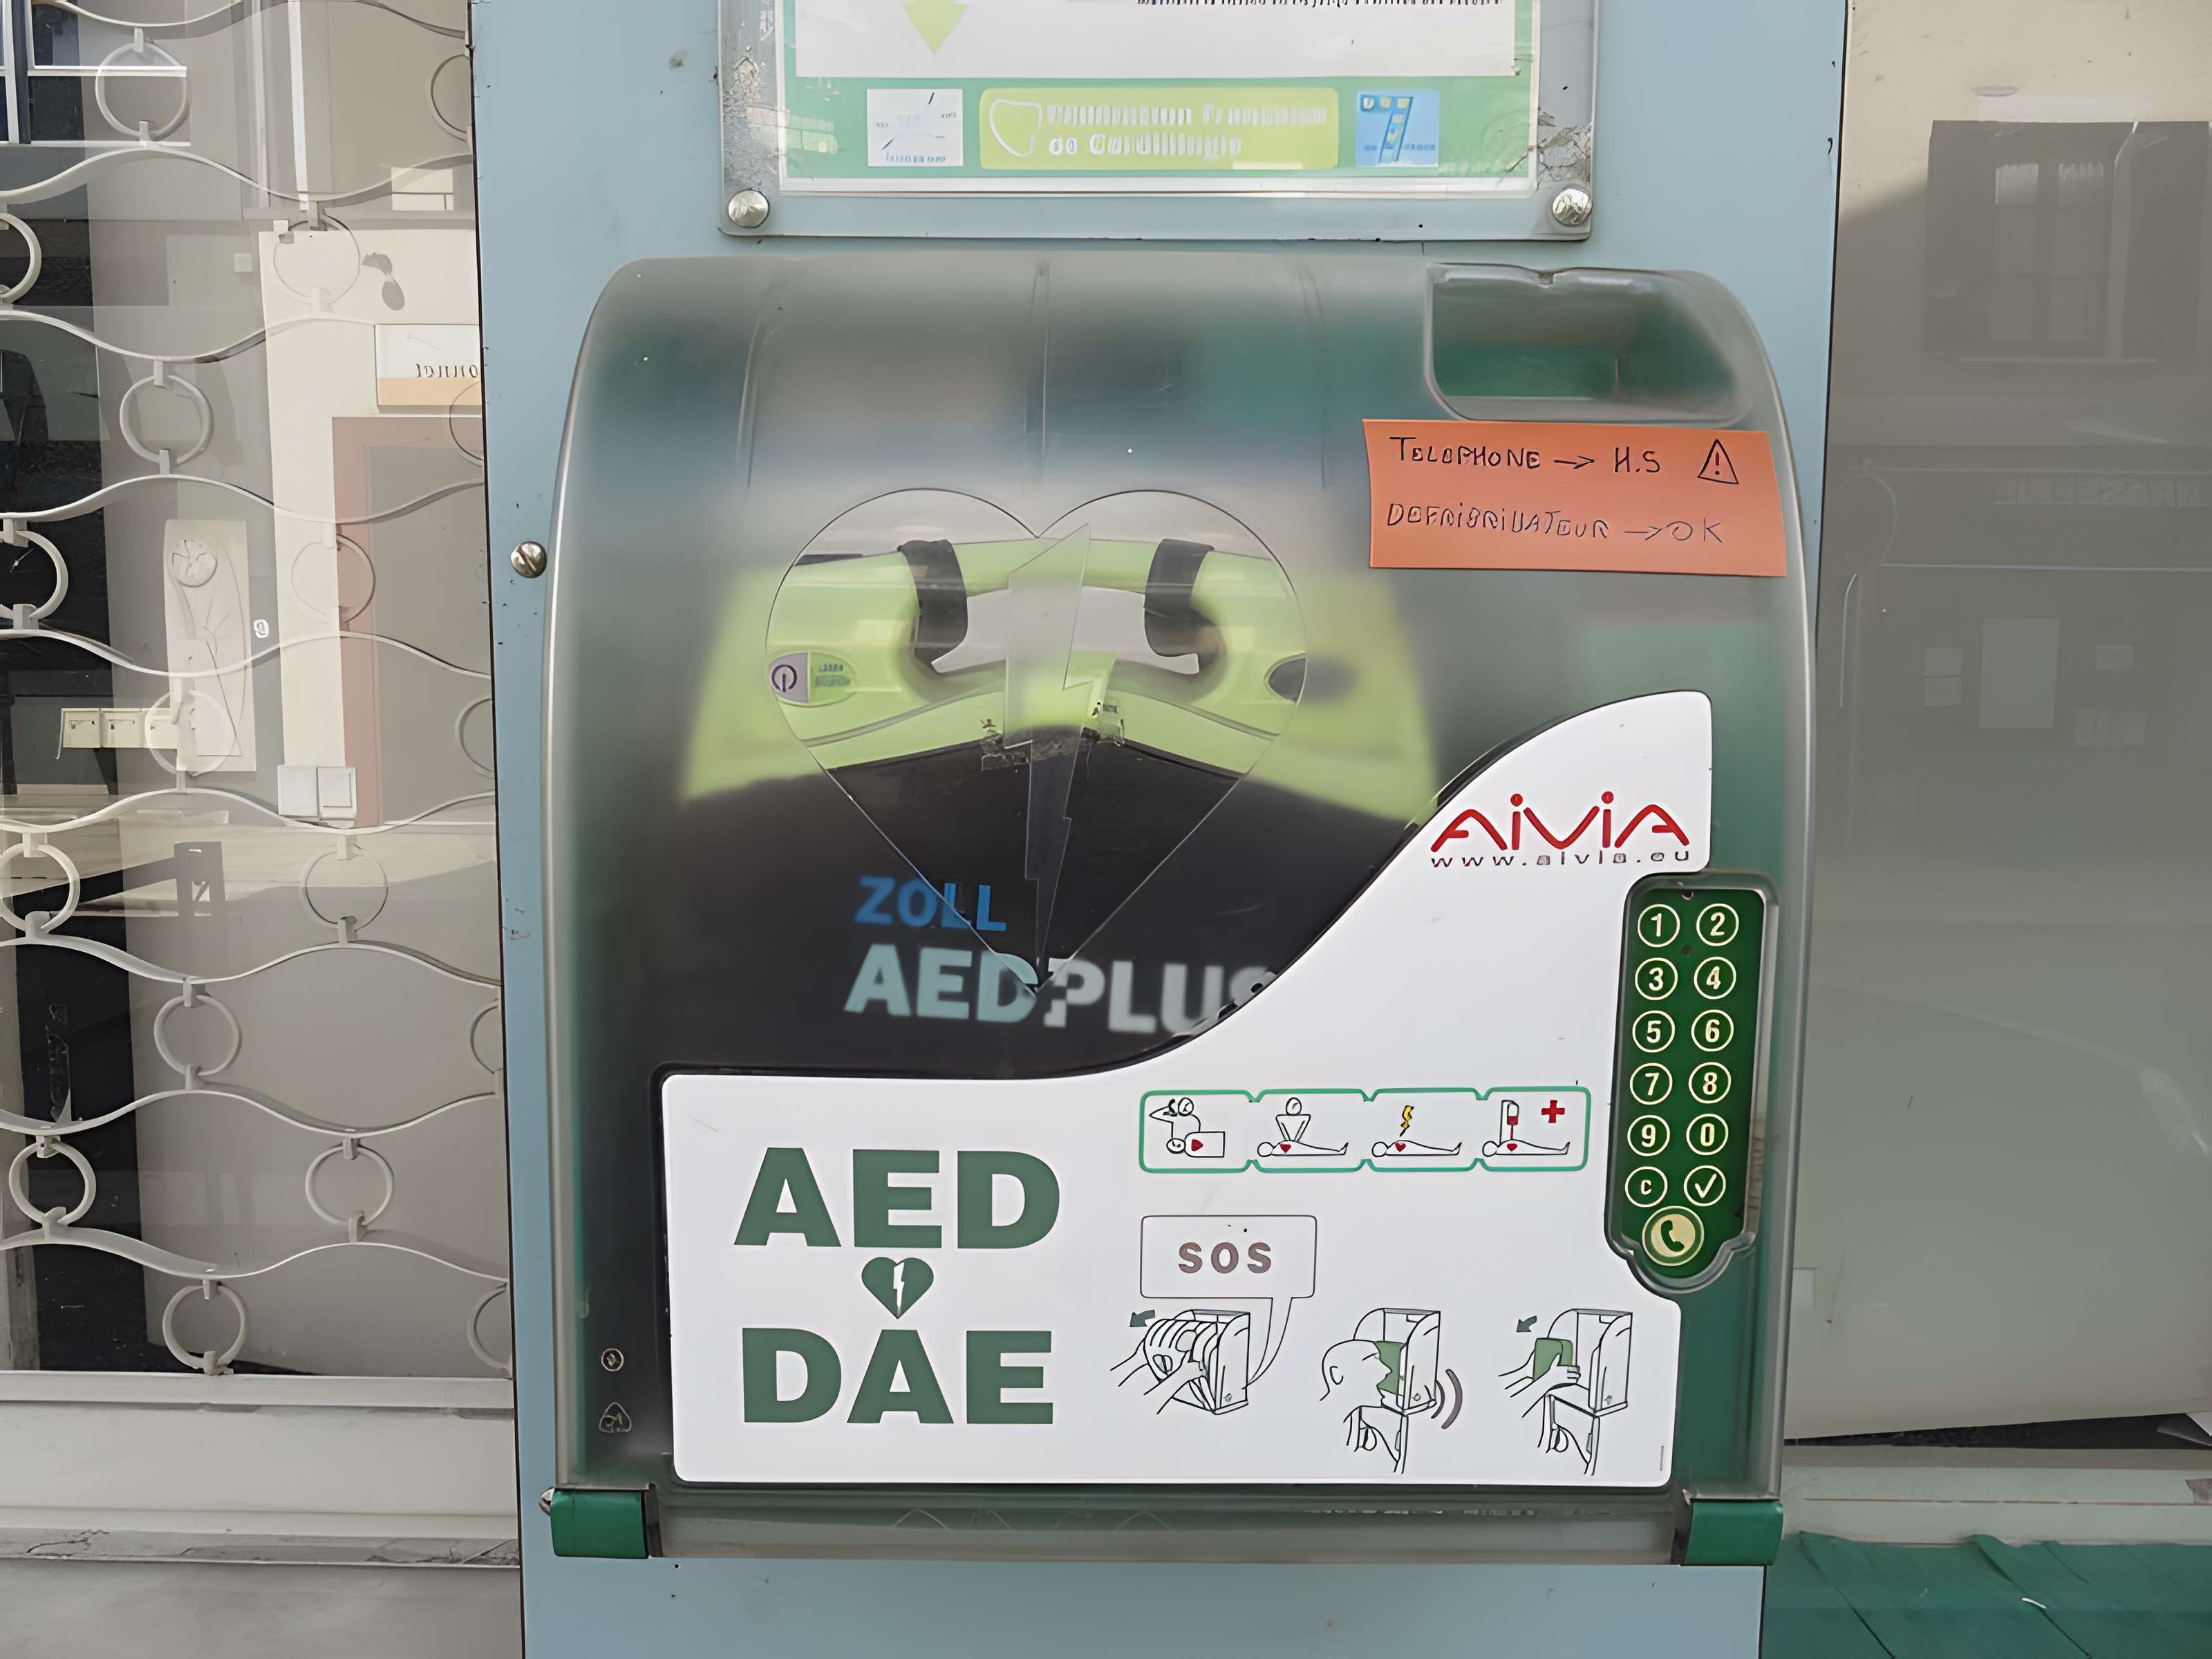 TELEPHONE → H.S
DEFRIBRILLATEUR → OK
ZOLL
AED PLUS
AiViA
www.aivia.eu
1 2
3 4
5 6
7 8
9 0
C
AED
DAE
SOS